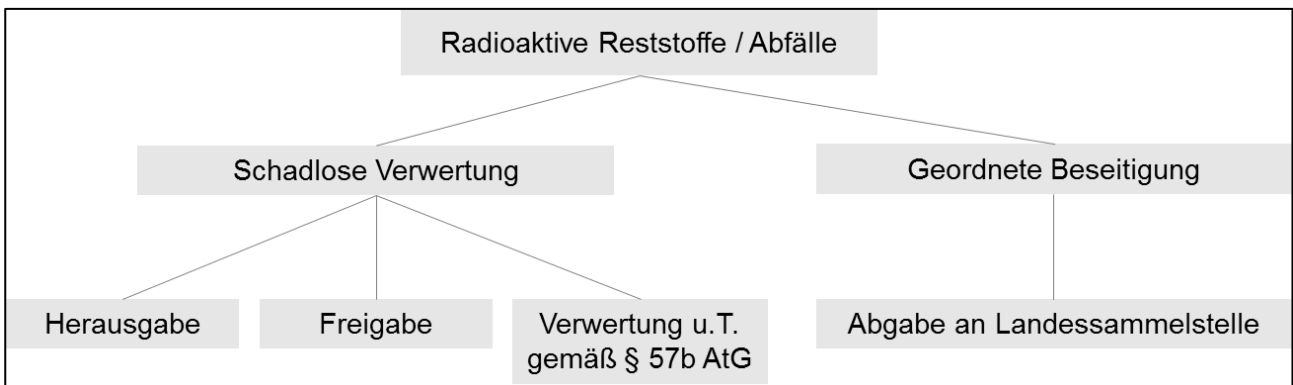 Radioaktive Reststoffe / Abfälle
Schadlose Verwertung
Geordnete Beseitigung
Herausgabe
Freigabe
Verwertung u.T.
gemäß § 57b AtG
Abgabe an Landessammelstelle